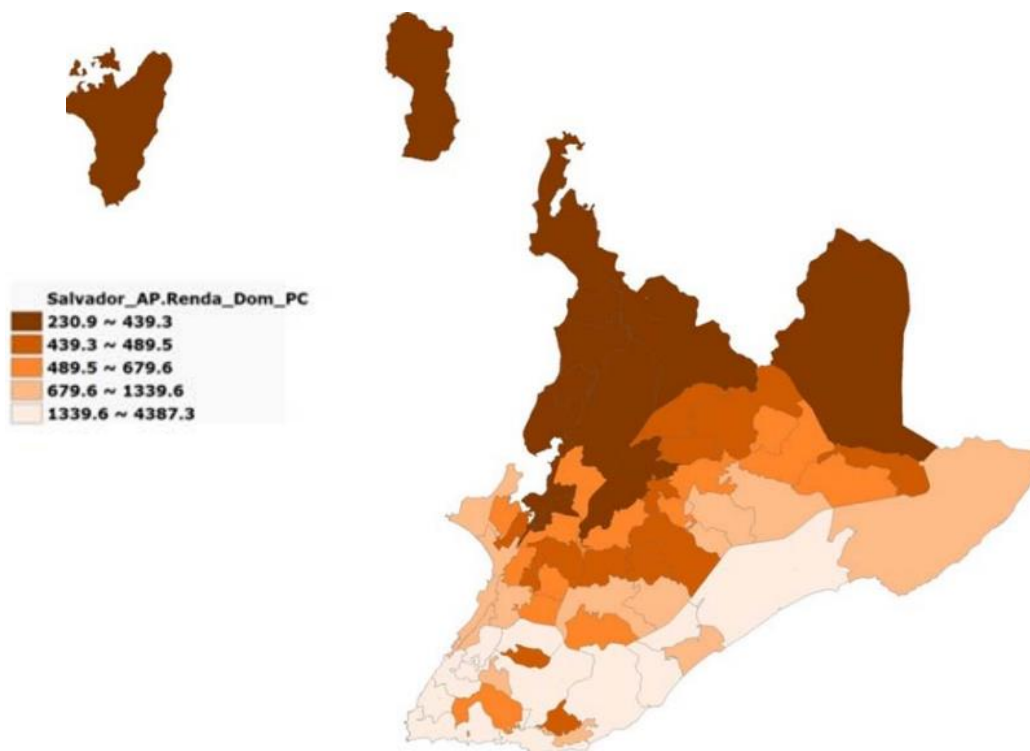 Salvador_AP.Renda_Dom_PC
230.9 ~ 439.3
439.3 ~ 489.5
489.5 ~ 679.6
679.6 ~ 1339.6
1339.6 ~ 4387.3